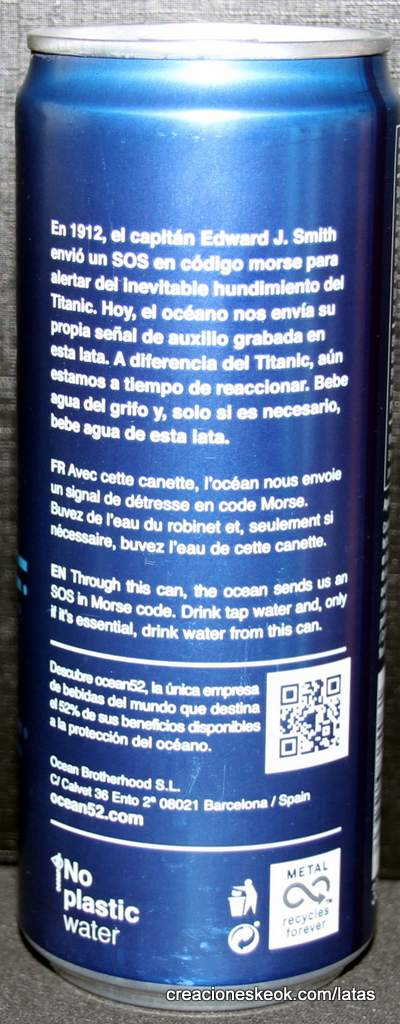 En 1912, el capitán Edward J. Smith
envió un SOS en código morse para
alertar del inevitable hundimiento del
Titanic. Hoy, el océano nos envía su
propia señal de auxilio grabada en
esta lata. A diferencia del Titanic, aún
estamos a tiempo de reaccionar. Bebe
agua del grifo y, solo si es necesario,
bebe agua de esta lata.
FR Avec cette canette, l'océan nous envoie
un signal de détresse en code Morse.
Buvez de l'eau du robinet et, seulement si
nécessaire, buvez l'eau de cette canette.
EN Through this can, the ocean sends us an
SOS in Morse code. Drink tap water and, only
if it's essential, drink water from this can.
Descubre ocean52, la única empresa
de bebidas del mundo que destina
el 52% de sus beneficios disponibles
a la protección del océano.
Ocean Brotherhood S.L.
C/ Calvet 36 Ento 2ª 08021 Barcelona / Spain
ocean52.com
No
plastic
water
METAL
recycles
forever
creacioneskeok.com/latas